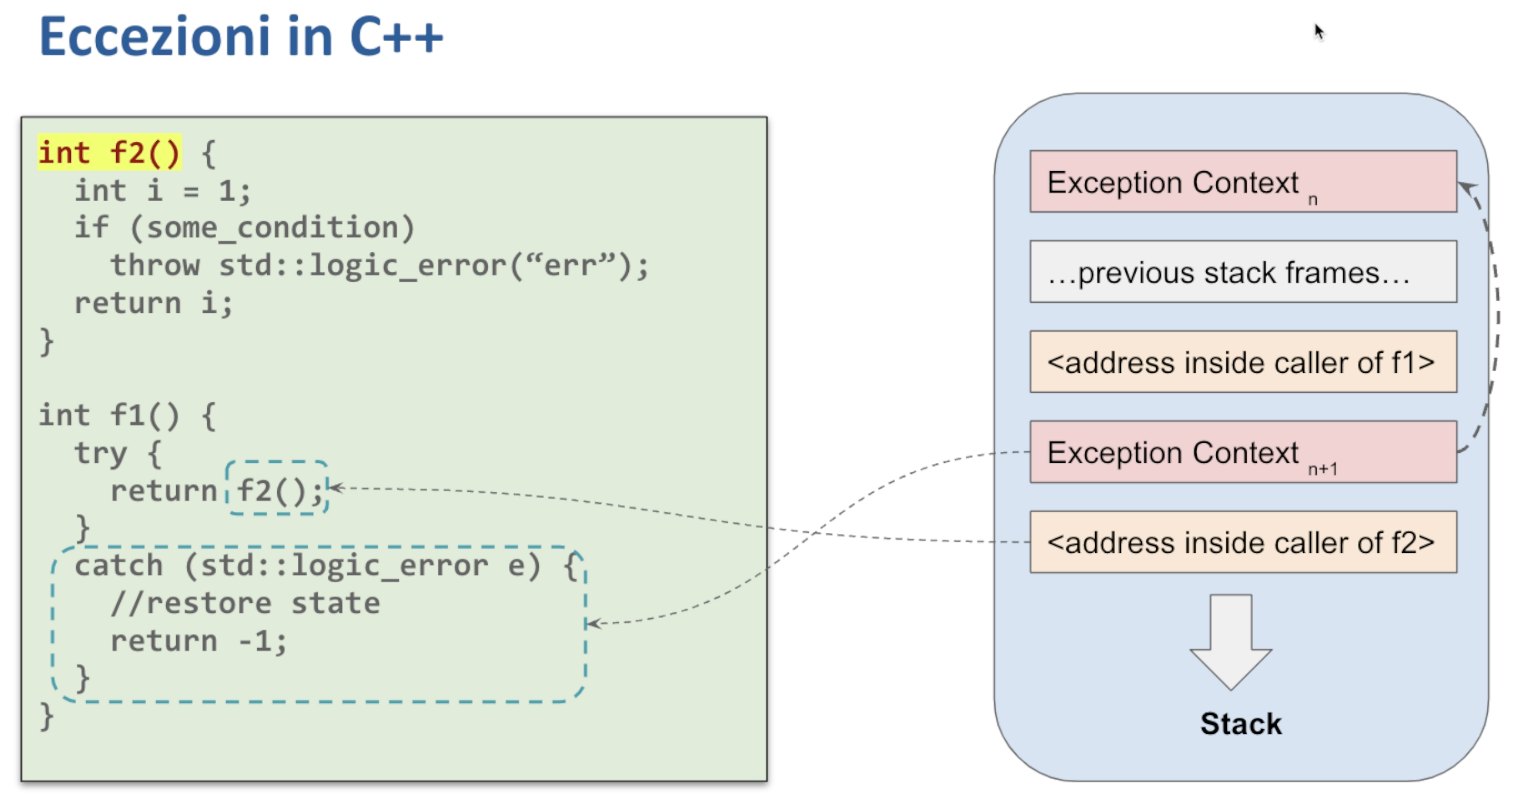 Eccezioni in C++
int f2() {
  int i = 1;
  if (some_condition)
    throw std::logic_error(“err”);
  return i;
}
int f1() {
  try {
    return f2();
  }
  catch (std::logic_error e) {
    //restore state
    return -1;
  }
}
Exception Context n
…previous stack frames…
<address inside caller of f1>
Exception Context n+1
<address inside caller of f2>
Stack